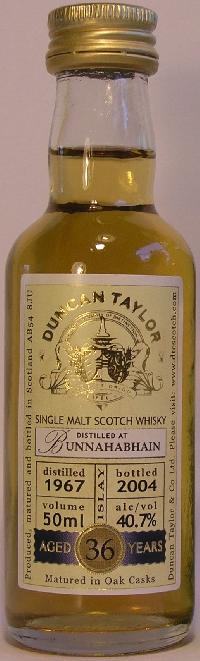 DUNCAN TAYLOR
SINGLE MALT SCOTCH WHISKY
DISTILLED AT
BUNNAHABHAIN
distilled
1967
bottled
2004
ISLAY
volume
50ml
alc/vol
40.7%
AGED 36 YEARS
Matured in Oak Casks
Produced, matured and bottled in Scotland AB54 8JU
Duncan Taylor & Co Ltd. Please visit: www.dtcscotch.com